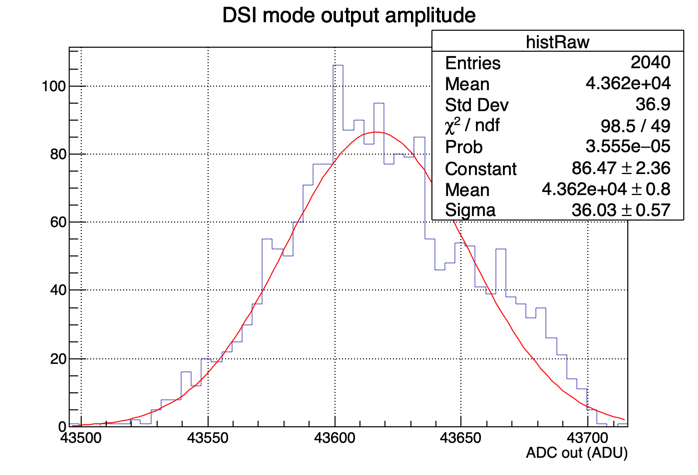 DSI mode output amplitude
histRaw
Entries 2040
Mean 4.362e+04
Std Dev 36.9
χ² / ndf 98.5 / 49
Prob 3.555e−05
Constant 86.47 ± 2.36
Mean 4.362e+04 ± 0.8
Sigma 36.03 ± 0.57
100
80
60
40
20
0
43500 43550 43600 43650 43700
ADC out (ADU)